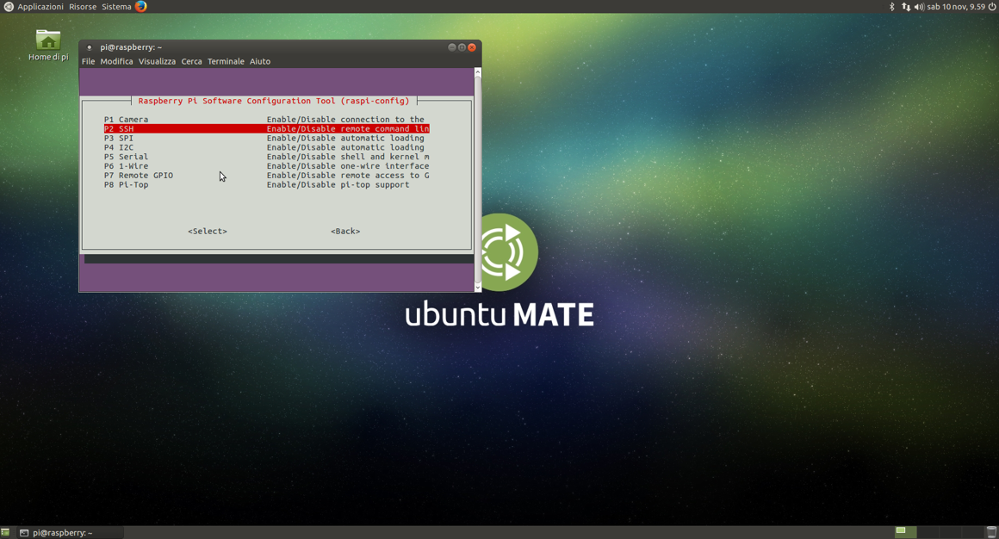 Applicazioni Risorse Sistema
sab 10 nov, 9.59
Home di pi
pi@raspberry: ~
File Modifica Visualizza Cerca Terminale Aiuto
Raspberry Pi Software Configuration Tool (raspi-config)
P1 Camera Enable/Disable connection to the
P2 SSH Enable/Disable remote command lin
P3 SPI Enable/Disable automatic loading
P4 I2C Enable/Disable automatic loading
P5 Serial Enable/Disable shell and kernel m
P6 1-Wire Enable/Disable one-wire interface
P7 Remote GPIO Enable/Disable remote access to G
P8 Pi-Top Enable/Disable pi-top support
<Select> <Back>
ubuntu MATE
pi@raspberry: ~